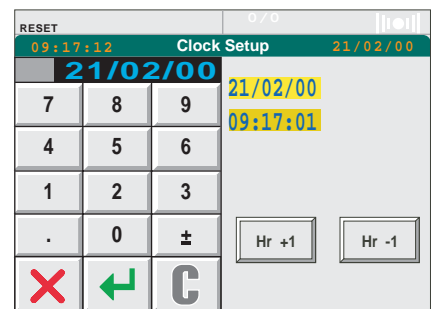 RESET 0/0
09:17:12 Clock Setup 21/02/00
21/02/00
21/02/00
09:17:01
7 8 9
4 5 6
1 2 3
. 0 ±
Hr +1 Hr -1
C